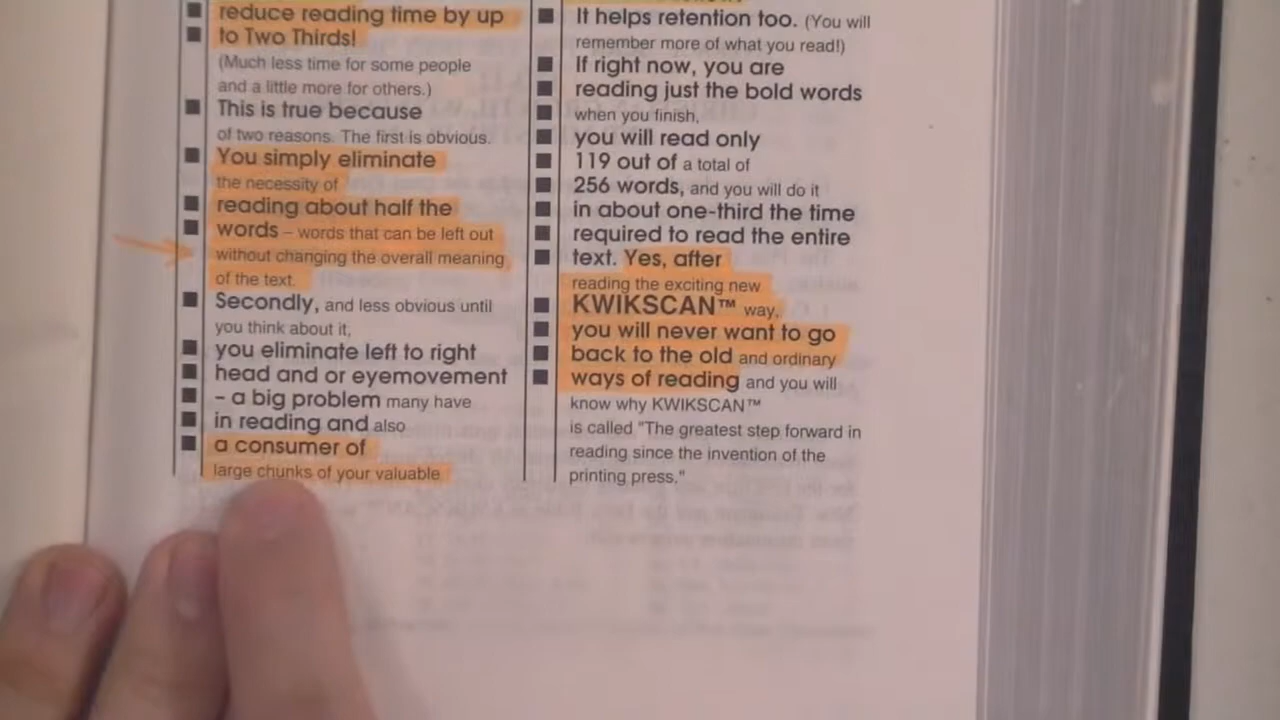 reduce reading time by up
to Two Thirds!
(Much less time for some people
and a little more for others.)
This is true because
of two reasons. The first is obvious.
You simply eliminate
the necessity of
reading about half the
words – words that can be left out
without changing the overall meaning
of the text.
Secondly, and less obvious until
you think about it,
you eliminate left to right
head and or eyemovement
– a big problem many have
in reading and also
a consumer of
large chunks of your valuable
It helps retention too. (You will
remember more of what you read!)
If right now, you are
reading just the bold words
when you finish,
you will read only
119 out of a total of
256 words, and you will do it
in about one-third the time
required to read the entire
text. Yes, after
reading the exciting new
KWIKSCAN™ way,
you will never want to go
back to the old and ordinary
ways of reading and you will
know why KWIKSCAN™
is called "The greatest step forward in
reading since the invention of the
printing press."